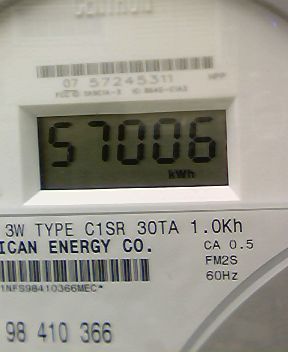 07 57245311
57006
kWh
3W TYPE C1SR 30TA 1.0Kh
ICAN ENERGY CO.
CA 0.5
FM2S
60Hz
1NFS98410366MEC*
98 410 366